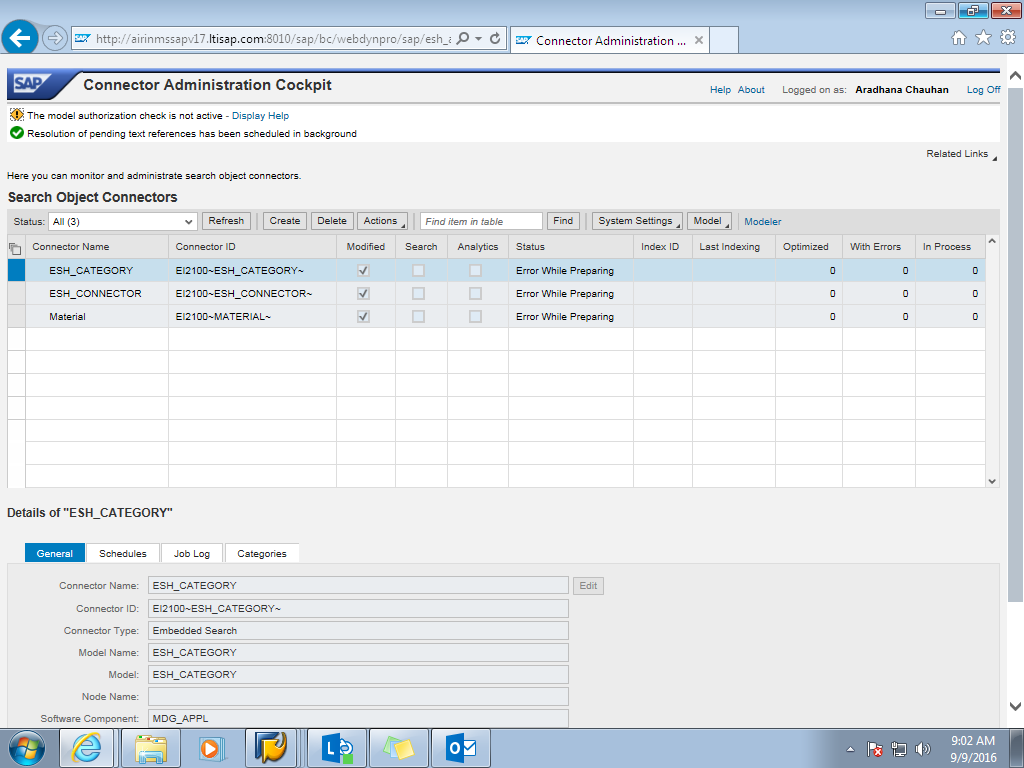 http://airinmssapv17.ltisap.com:8010/sap/bc/webdynpro/sap/esh_a
Connector Administration ...
SAP Connector Administration Cockpit
Help About Logged on as: Aradhana Chauhan Log Off
The model authorization check is not active - Display Help
Resolution of pending text references has been scheduled in background
Related Links
Here you can monitor and administrate search object connectors.
Search Object Connectors
Status: All (3) Refresh Create Delete Actions Find item in table Find System Settings Model Modeler
Connector Name Connector ID Modified Search Analytics Status Index ID Last Indexing Optimized With Errors In Process
ESH_CATEGORY EI2100~ESH_CATEGORY~ Error While Preparing 0 0 0
ESH_CONNECTOR EI2100~ESH_CONNECTOR~ Error While Preparing 0 0 0
Material EI2100~MATERIAL~ Error While Preparing 0 0 0
Details of "ESH_CATEGORY"
General Schedules Job Log Categories
Connector Name: ESH_CATEGORY Edit
Connector ID: EI2100~ESH_CATEGORY~
Connector Type: Embedded Search
Model Name: ESH_CATEGORY
Model: ESH_CATEGORY
Node Name:
Software Component: MDG_APPL
9:02 AM
9/9/2016